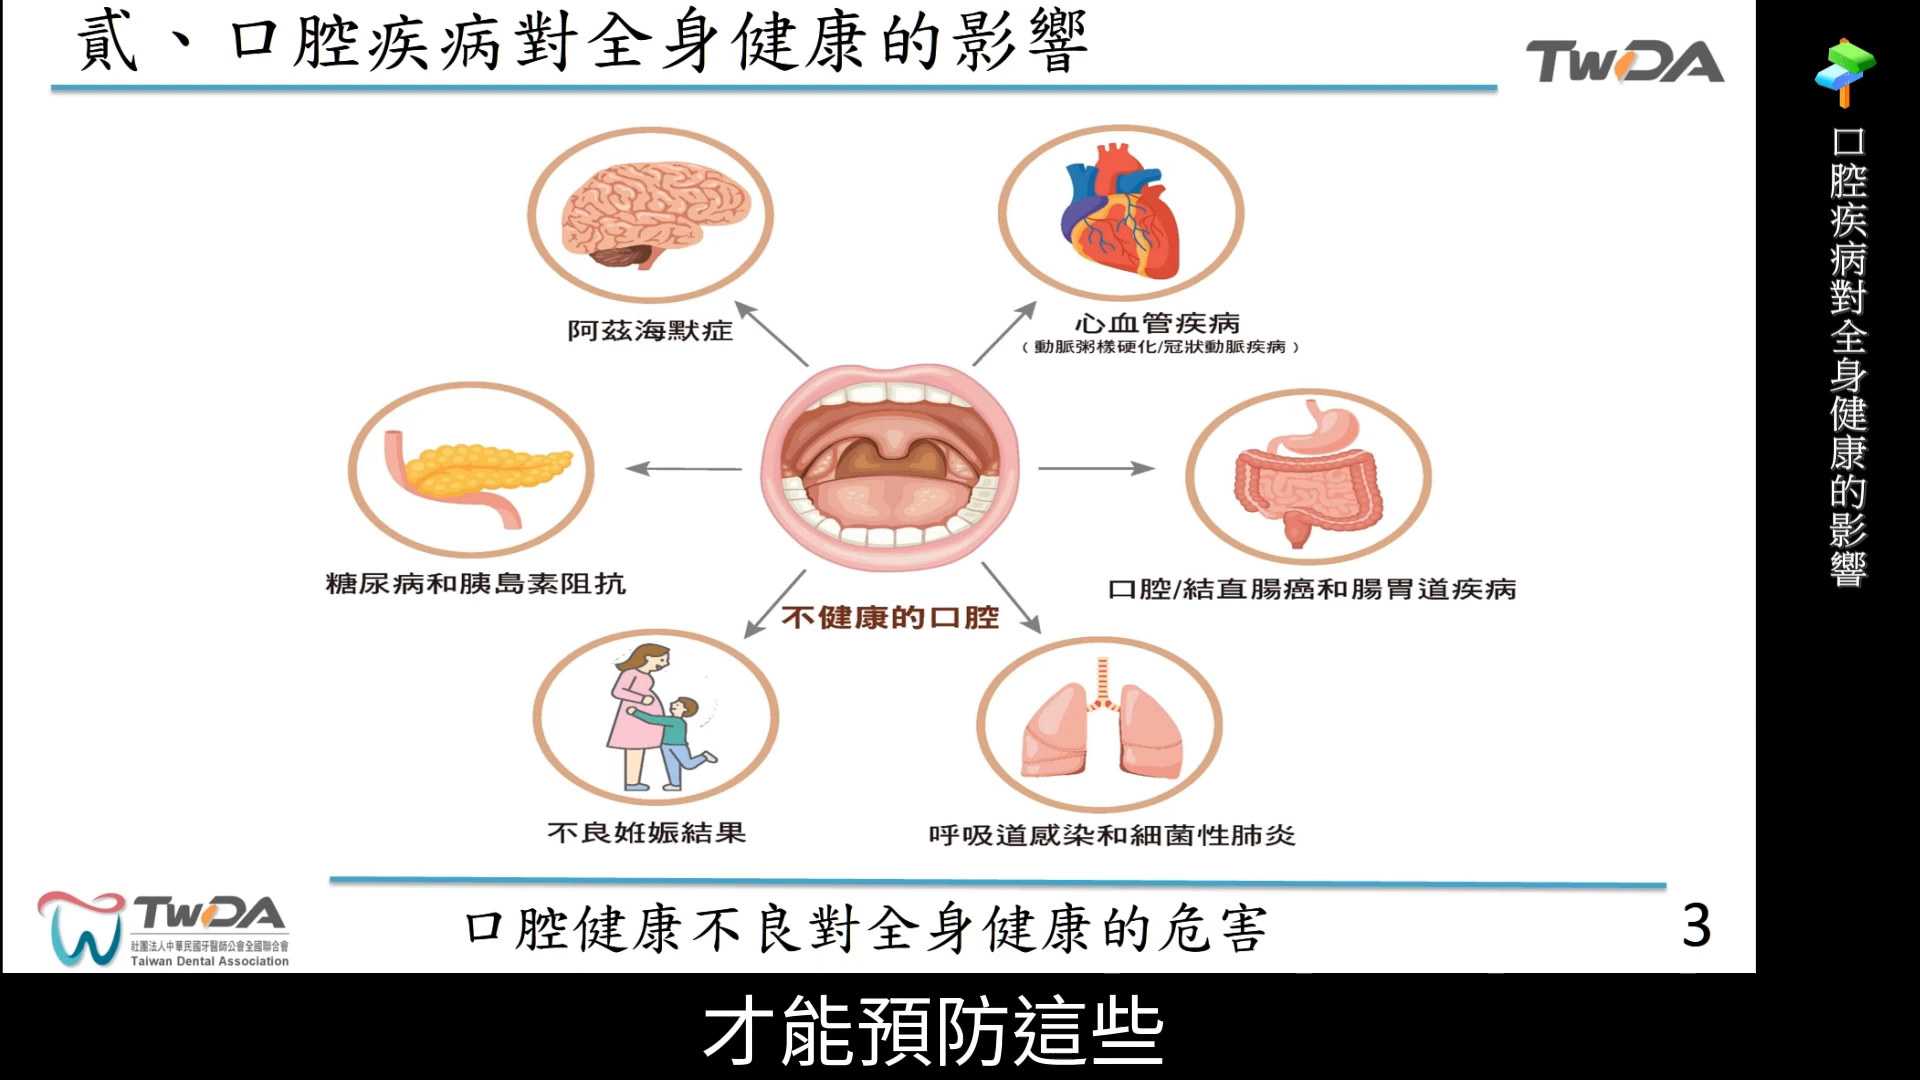 貳、口腔疾病對全身健康的影響
TWDA
口腔疾病對全身健康的影響
阿茲海默症
心血管疾病
（動脈粥樣硬化/冠狀動脈疾病）
糖尿病和胰島素阻抗
口腔/結直腸癌和腸胃道疾病
不健康的口腔
不良姙娠結果
呼吸道感染和細菌性肺炎
TWDA
社團法人中華民國牙醫師公會全國聯合會
Taiwan Dental Association
口腔健康不良對全身健康的危害
3
才能預防這些